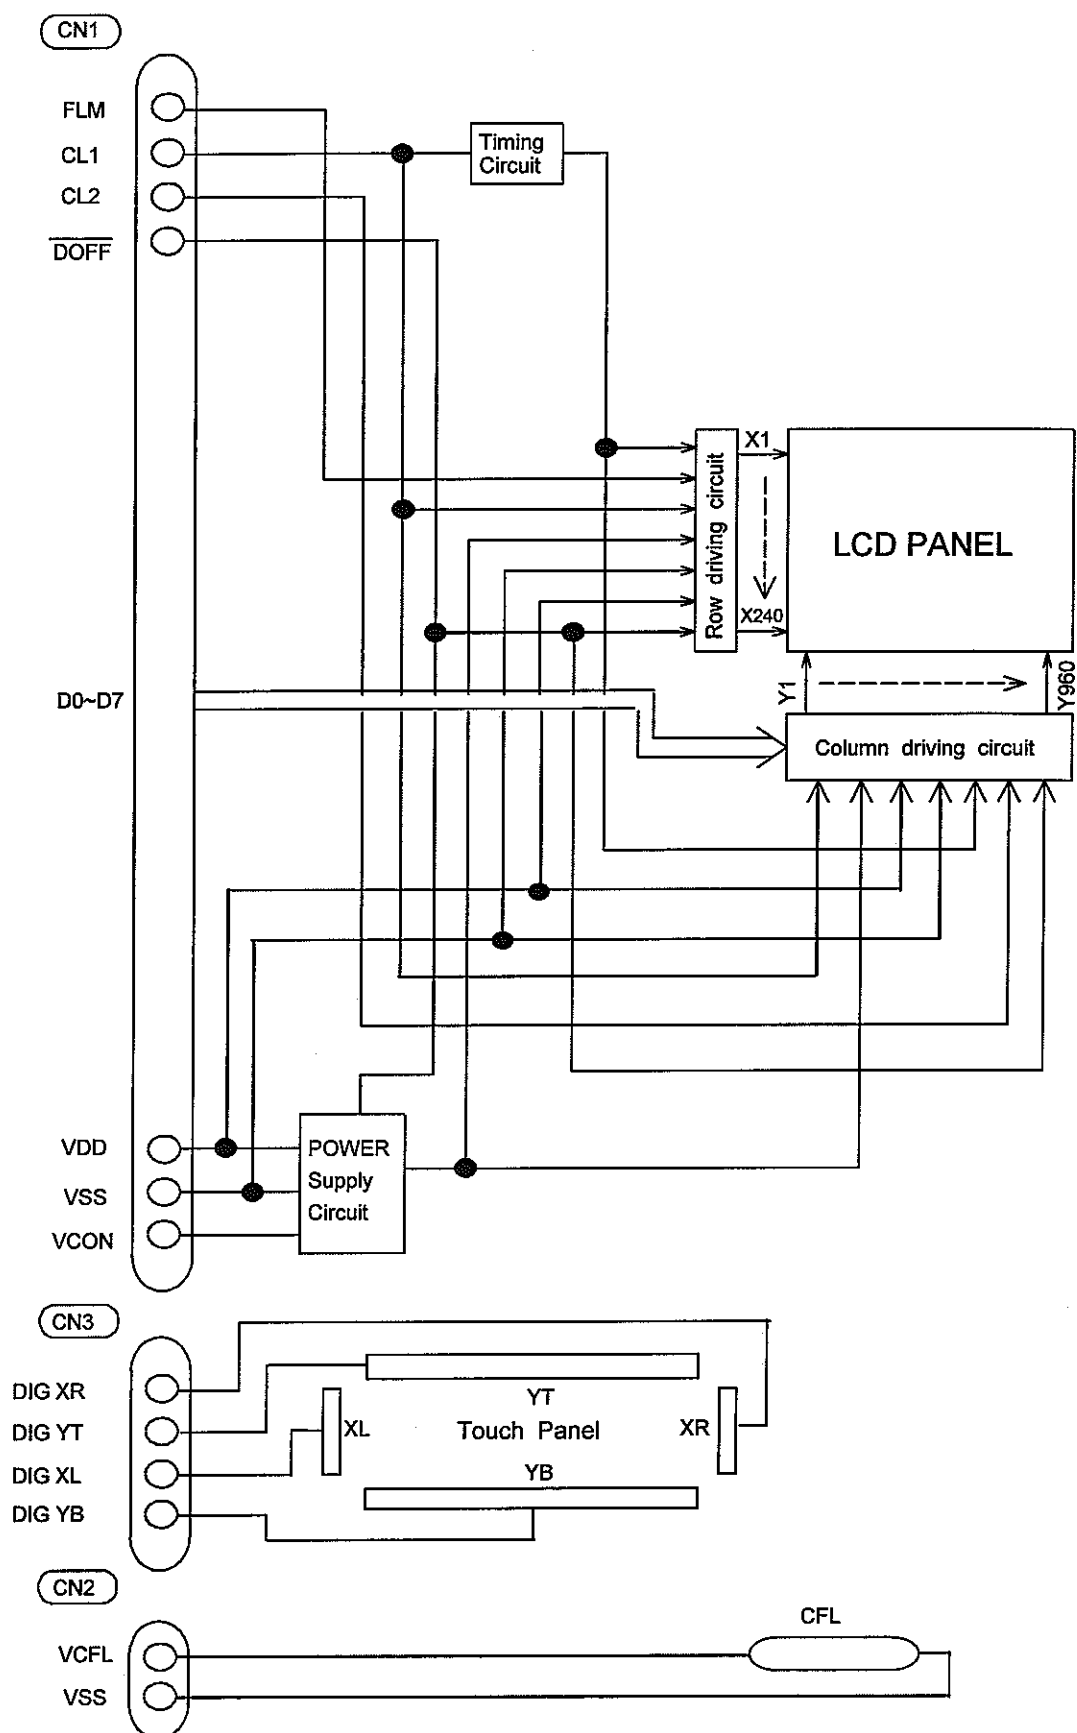 CN1
FLM
CL1
CL2
DOFF
Timing
Circuit
Row driving circuit
X1
X240
LCD PANEL
D0~D7
Y1
Y960
Column driving circuit
VDD
VSS
VCON
POWER
Supply
Circuit
CN3
DIG XR
DIG YT
DIG XL
DIG YB
YT
XL
Touch Panel
XR
YB
CN2
VCFL
VSS
CFL